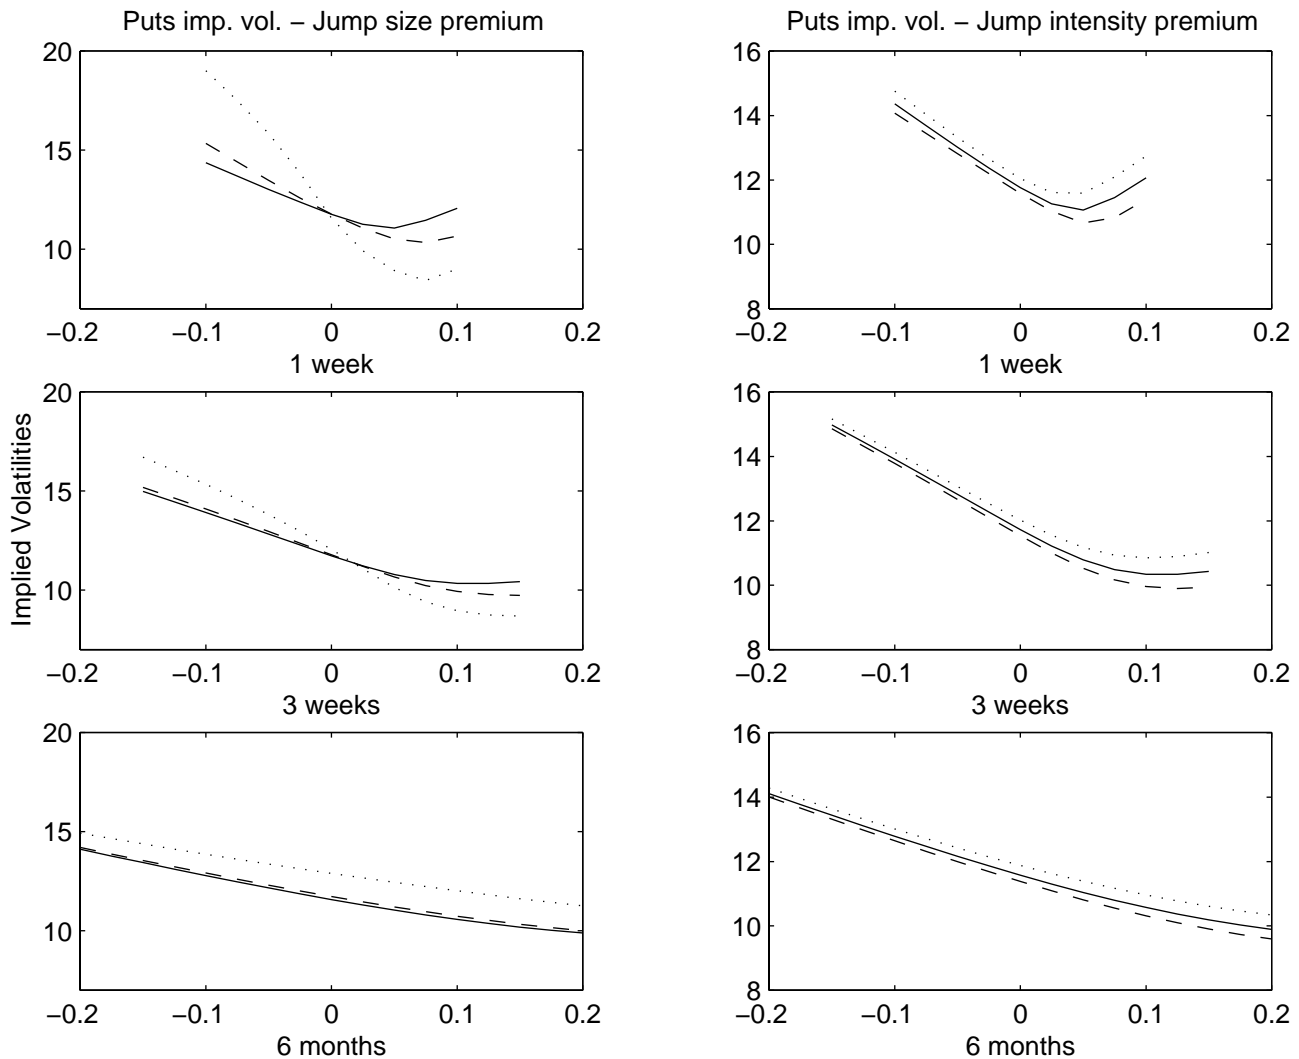 Puts imp. vol. − Jump size premium
Puts imp. vol. − Jump intensity premium
20
15
10
−0.2 −0.1 0 0.1 0.2
1 week
16
14
12
10
8
−0.2 −0.1 0 0.1 0.2
1 week
Implied Volatilities
20
15
10
−0.2 −0.1 0 0.1 0.2
3 weeks
16
14
12
10
8
−0.2 −0.1 0 0.1 0.2
3 weeks
20
15
10
−0.2 −0.1 0 0.1 0.2
6 months
16
14
12
10
8
−0.2 −0.1 0 0.1 0.2
6 months